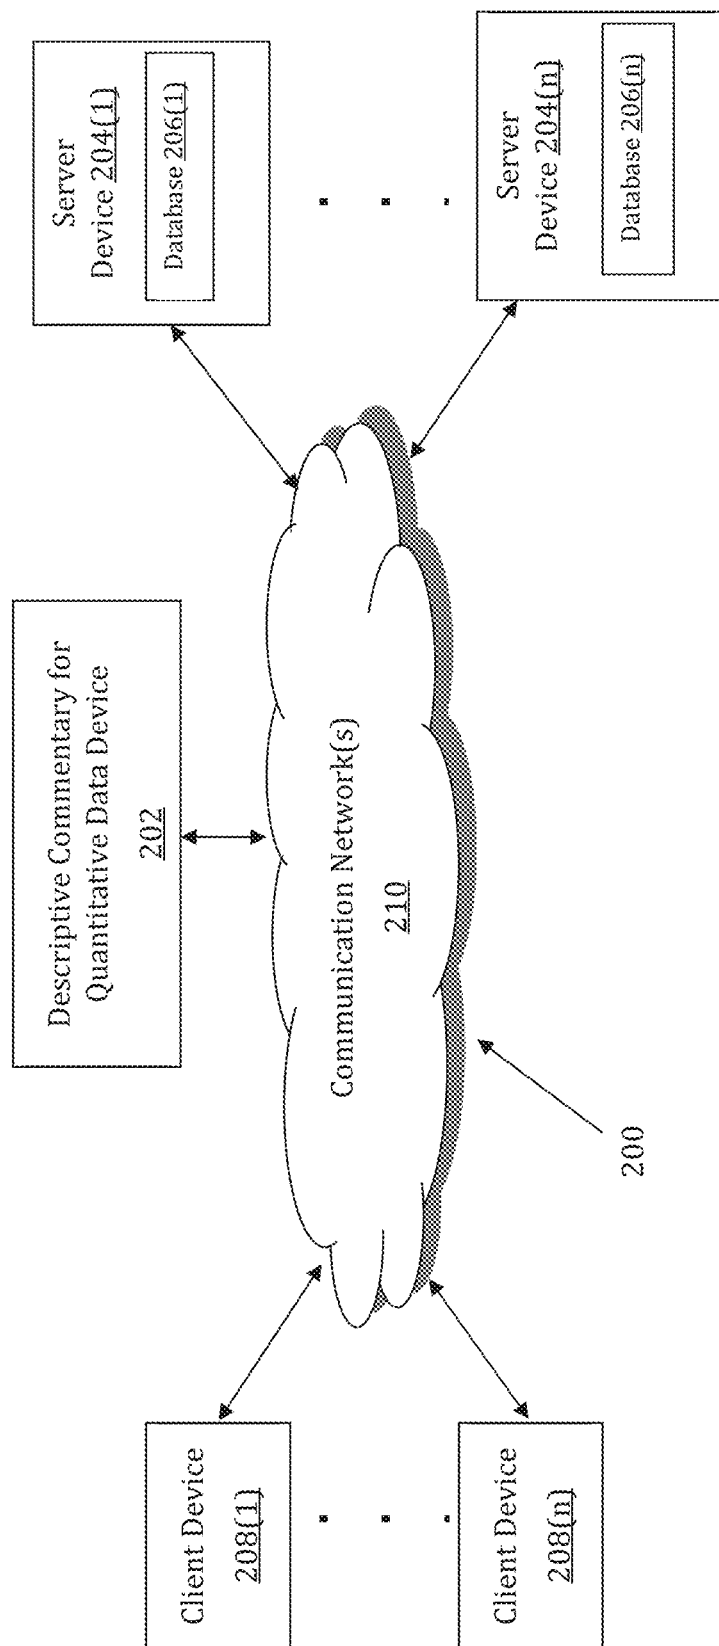 Descriptive Commentary for
Quantitative Data Device
202
Client Device
208(1)
Client Device
208(n)
Communication Network(s)
210
200
Server
Device 204(1)
Database 206(1)
Server
Device 204(n)
Database 206(n)